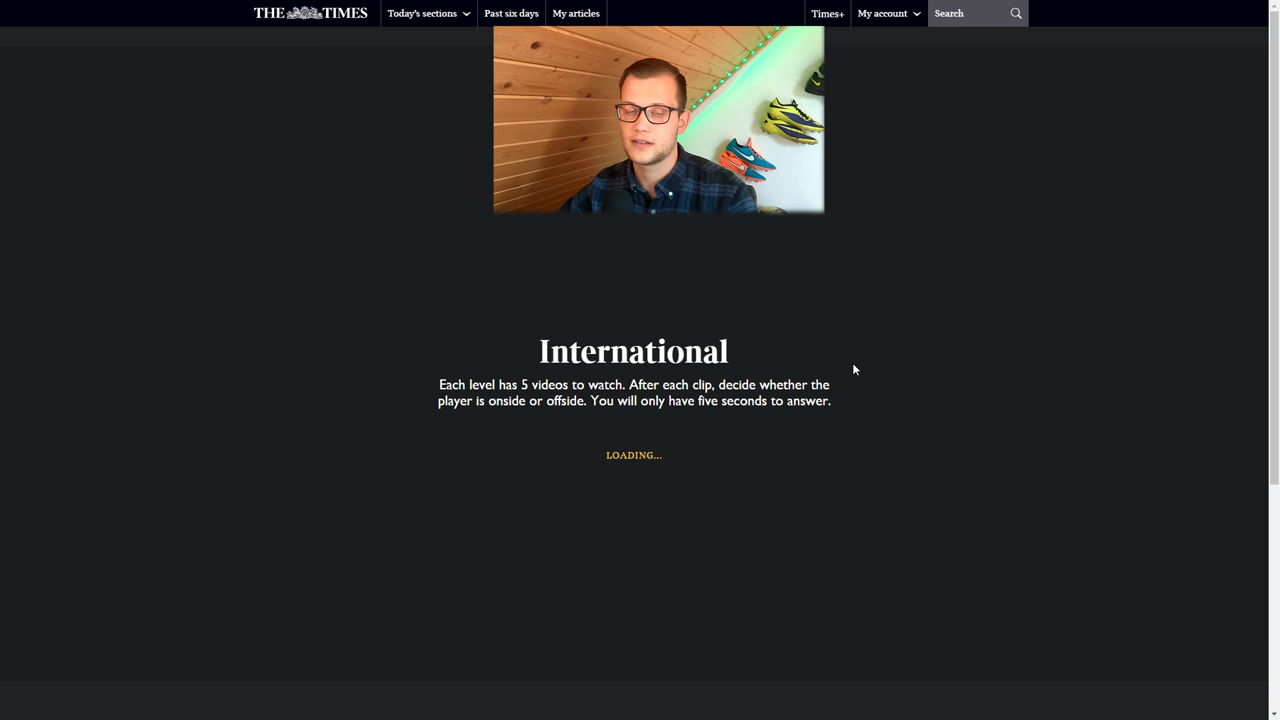 THE TIMES
Today's sections
Past six days
My articles
Times+
My account
Search
International
Each level has 5 videos to watch. After each clip, decide whether the
player is onside or offside. You will only have five seconds to answer.
LOADING...